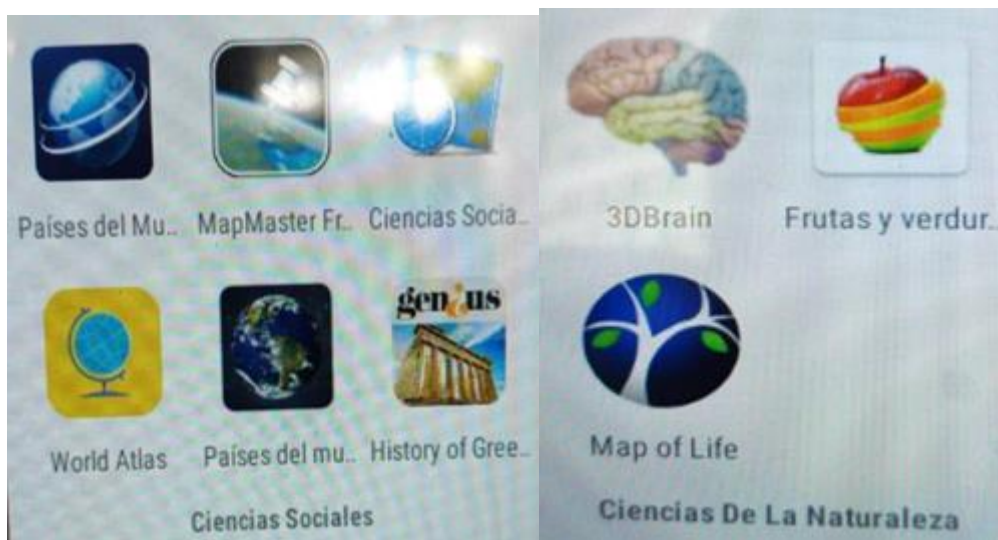 Países del Mu..
MapMaster Fr..
Ciencias Socia..
genius
World Atlas
Países del mu..
History of Gree..
Ciencias Sociales
3DBrain
Frutas y verdur..
Map of Life
Ciencias De La Naturaleza